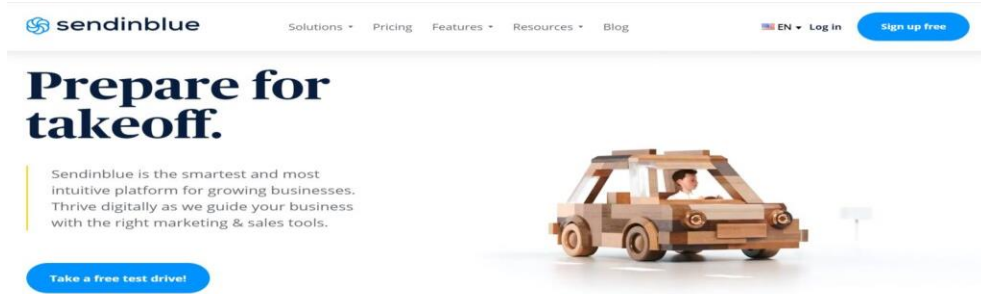 sendinblue
Solutions Pricing Features Resources Blog
EN Log in Sign up free
Prepare for
takeoff.
Sendinblue is the smartest and most
intuitive platform for growing businesses.
Thrive digitally as we guide your business
with the right marketing & sales tools.
Take a free test drive!